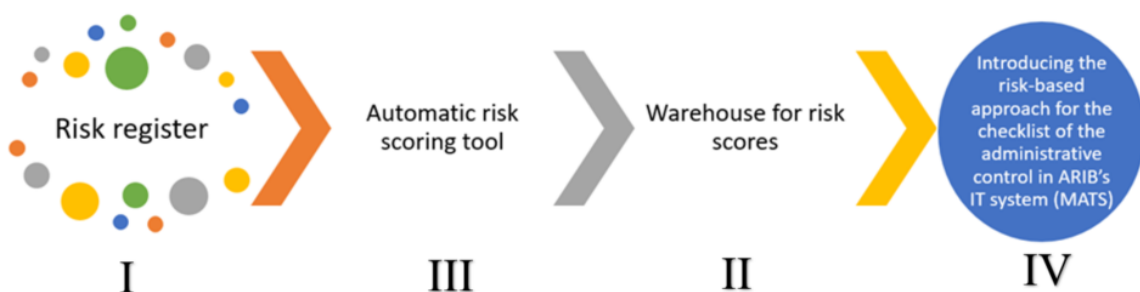 Risk register
Automatic risk
scoring tool
Warehouse for risk
scores
Introducing the
risk-based
approach for the
checklist of the
administrative
control in ARIB's
IT system (MATS)
I
III
II
IV